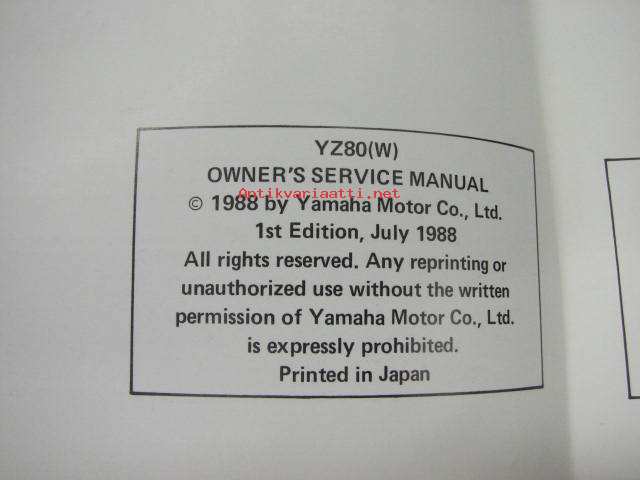 YZ80(W)
OWNER'S SERVICE MANUAL
Antikvariaatti.net
© 1988 by Yamaha Motor Co., Ltd.
1st Edition, July 1988
All rights reserved. Any reprinting or
unauthorized use without the written
permission of Yamaha Motor Co., Ltd.
is expressly prohibited.
Printed in Japan